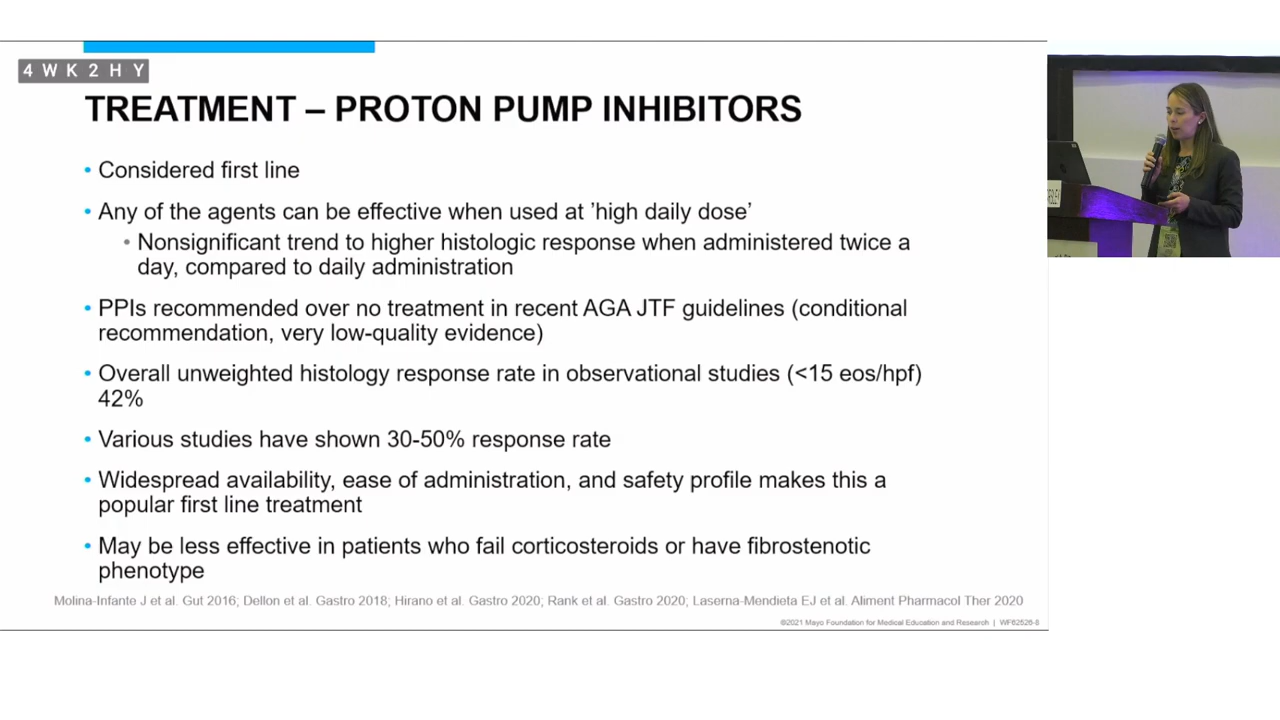 4 W K 2 H Y
TREATMENT – PROTON PUMP INHIBITORS
• Considered first line
• Any of the agents can be effective when used at ’high daily dose’
• Nonsignificant trend to higher histologic response when administered twice a
day, compared to daily administration
• PPIs recommended over no treatment in recent AGA JTF guidelines (conditional
recommendation, very low-quality evidence)
• Overall unweighted histology response rate in observational studies (<15 eos/hpf)
42%
• Various studies have shown 30-50% response rate
• Widespread availability, ease of administration, and safety profile makes this a
popular first line treatment
• May be less effective in patients who fail corticosteroids or have fibrostenotic
phenotype
Molina-Infante J et al. Gut 2016; Dellon et al. Gastro 2018; Hirano et al. Gastro 2020; Rank et al. Gastro 2020; Laserna-Mendieta EJ et al. Aliment Pharmacol Ther 2020
©2021 Mayo Foundation for Medical Education and Research | WF62526-8